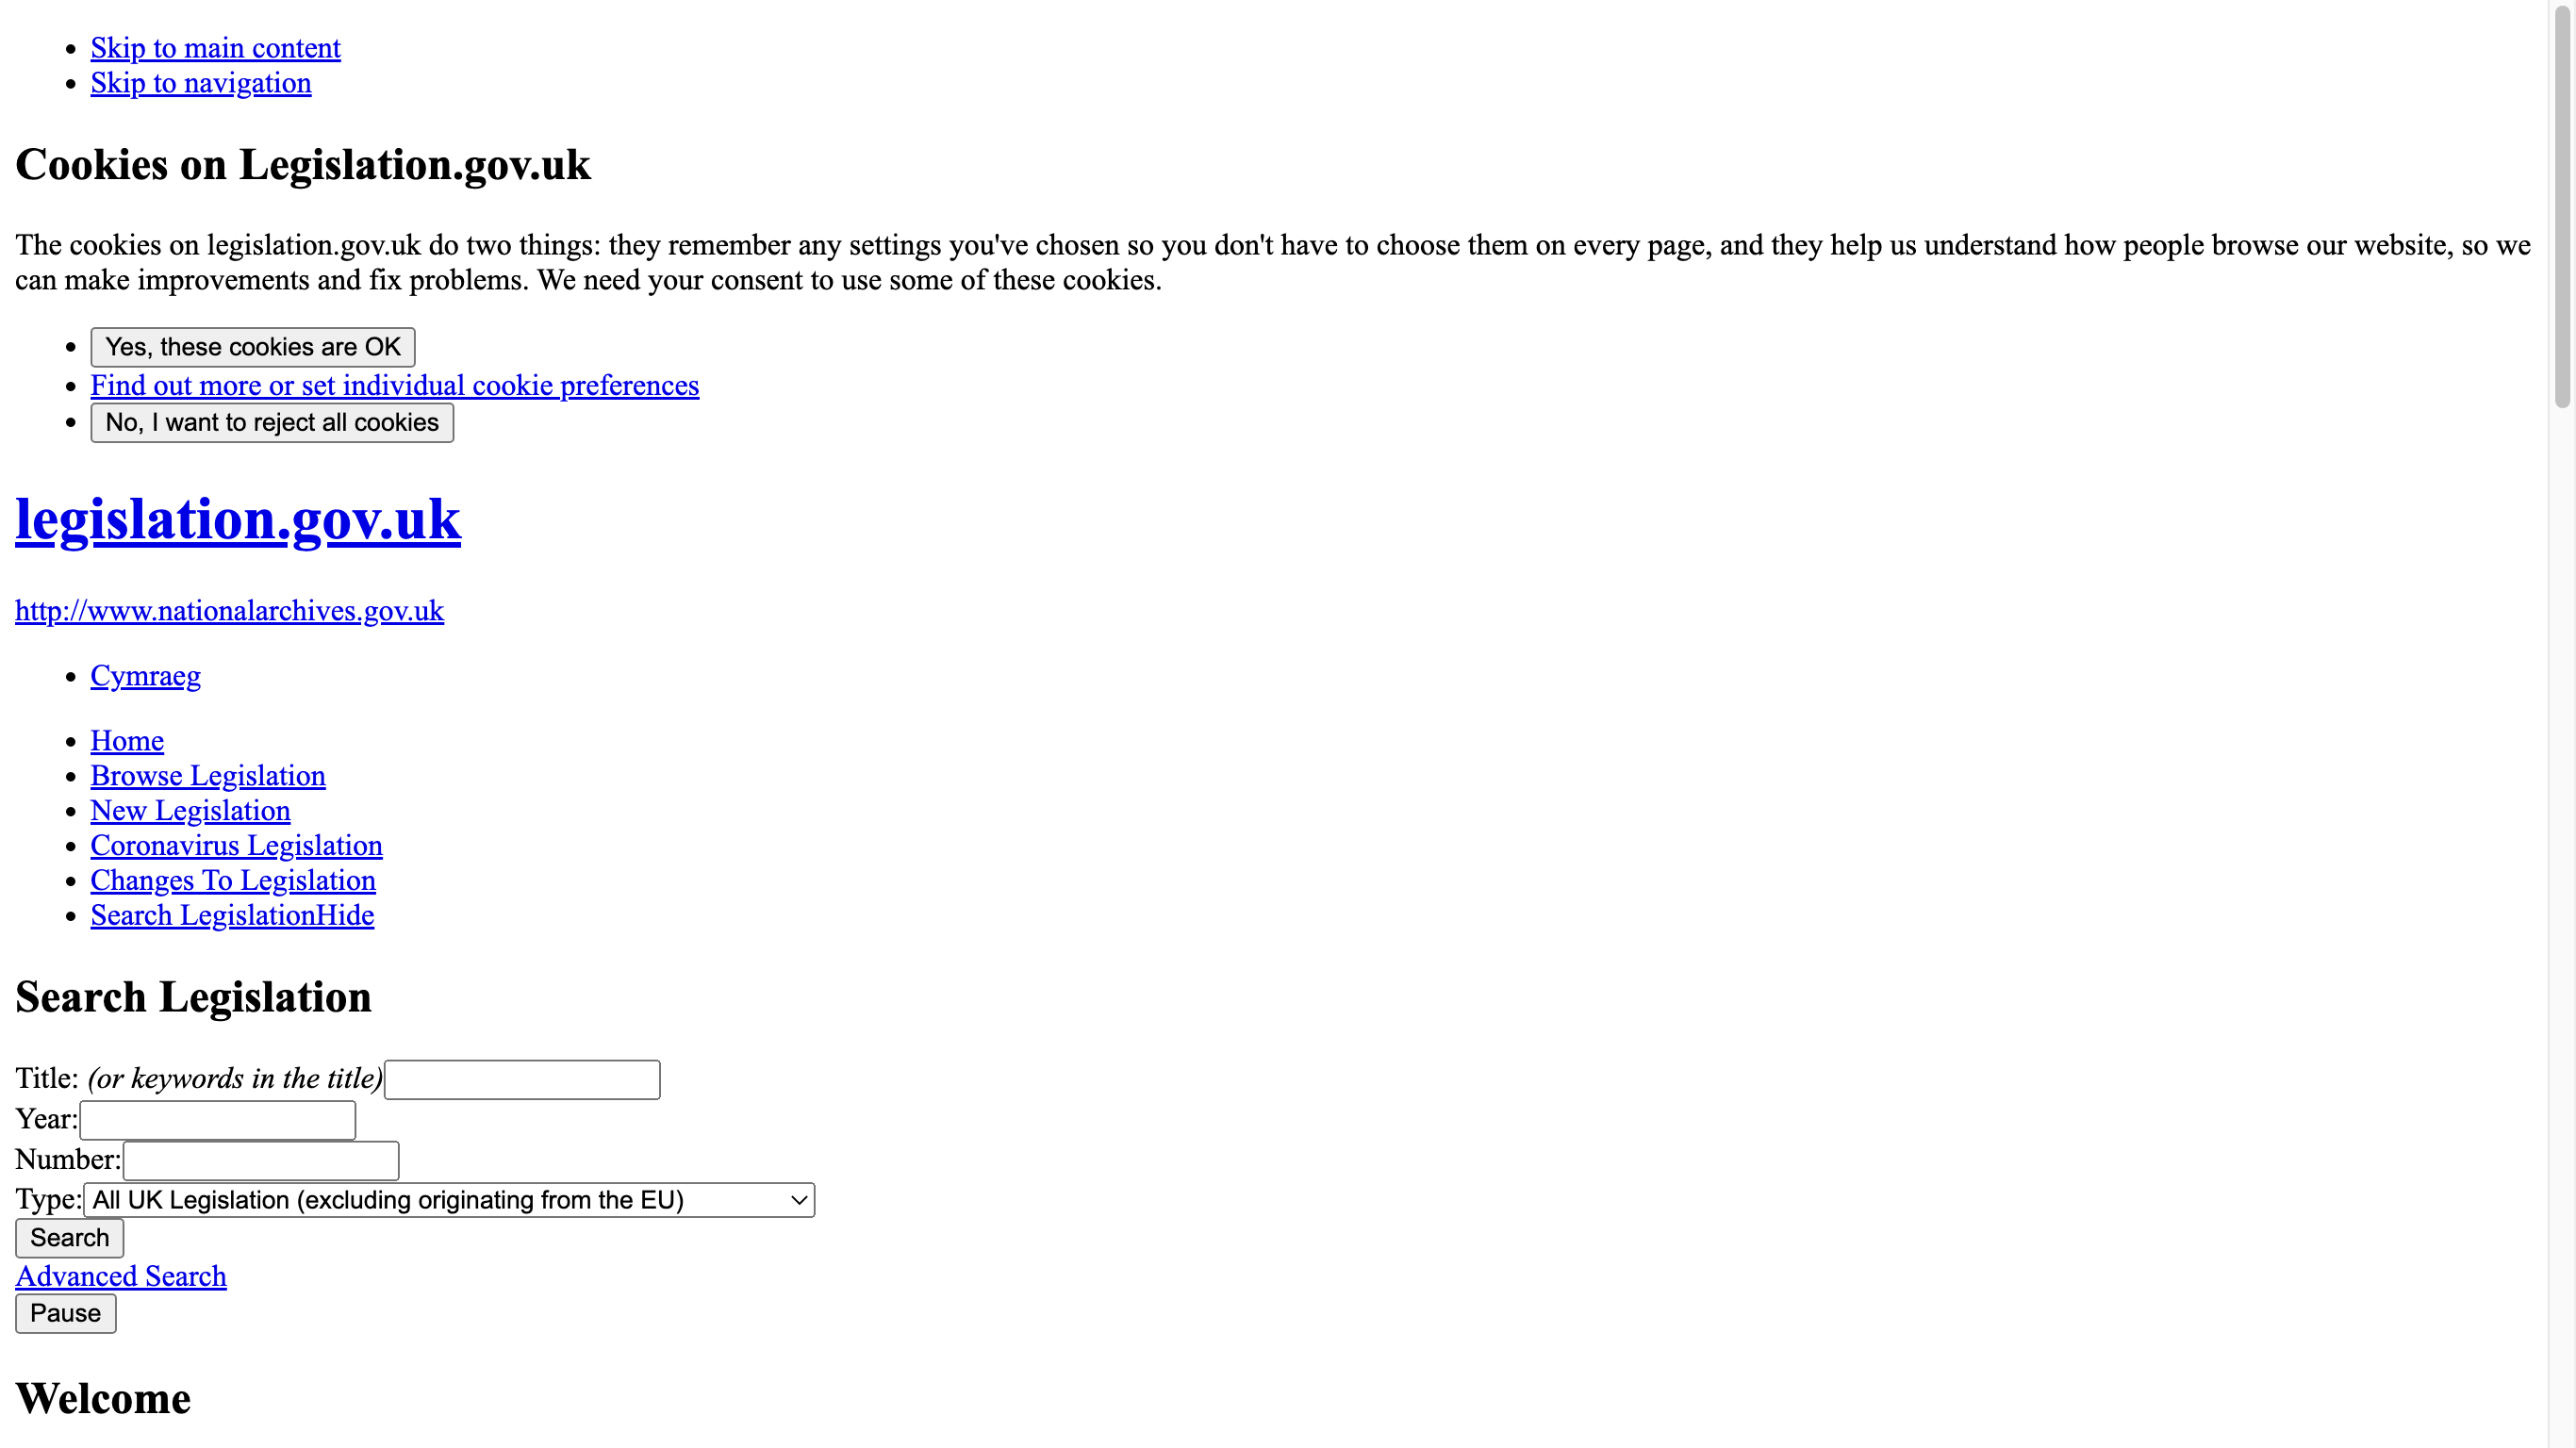 Skip to main content
Skip to navigation
Cookies on Legislation.gov.uk
The cookies on legislation.gov.uk do two things: they remember any settings you've chosen so you don't have to choose them on every page, and they help us understand how people browse our website, so we
can make improvements and fix problems. We need your consent to use some of these cookies.
Yes, these cookies are OK
Find out more or set individual cookie preferences
No, I want to reject all cookies
legislation.gov.uk
http://www.nationalarchives.gov.uk
Cymraeg
Home
Browse Legislation
New Legislation
Coronavirus Legislation
Changes To Legislation
Search LegislationHide
Search Legislation
Title: (or keywords in the title)
Year:
Number:
Type: All UK Legislation (excluding originating from the EU)
Search
Advanced Search
Pause
Welcome